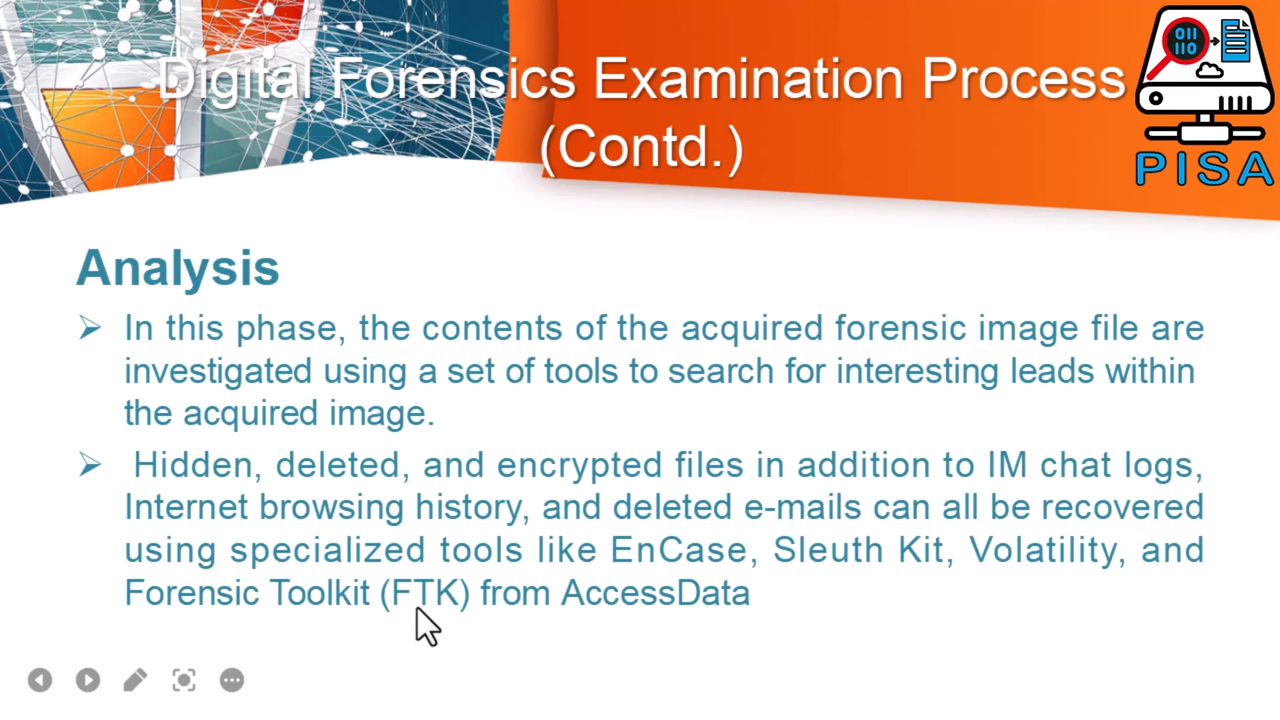 Digital Forensics Examination Process
(Contd.)
011
110
PISA
Analysis
➢ In this phase, the contents of the acquired forensic image file are
investigated using a set of tools to search for interesting leads within
the acquired image.
➢ Hidden, deleted, and encrypted files in addition to IM chat logs,
Internet browsing history, and deleted e-mails can all be recovered
using specialized tools like EnCase, Sleuth Kit, Volatility, and
Forensic Toolkit (FTK) from AccessData